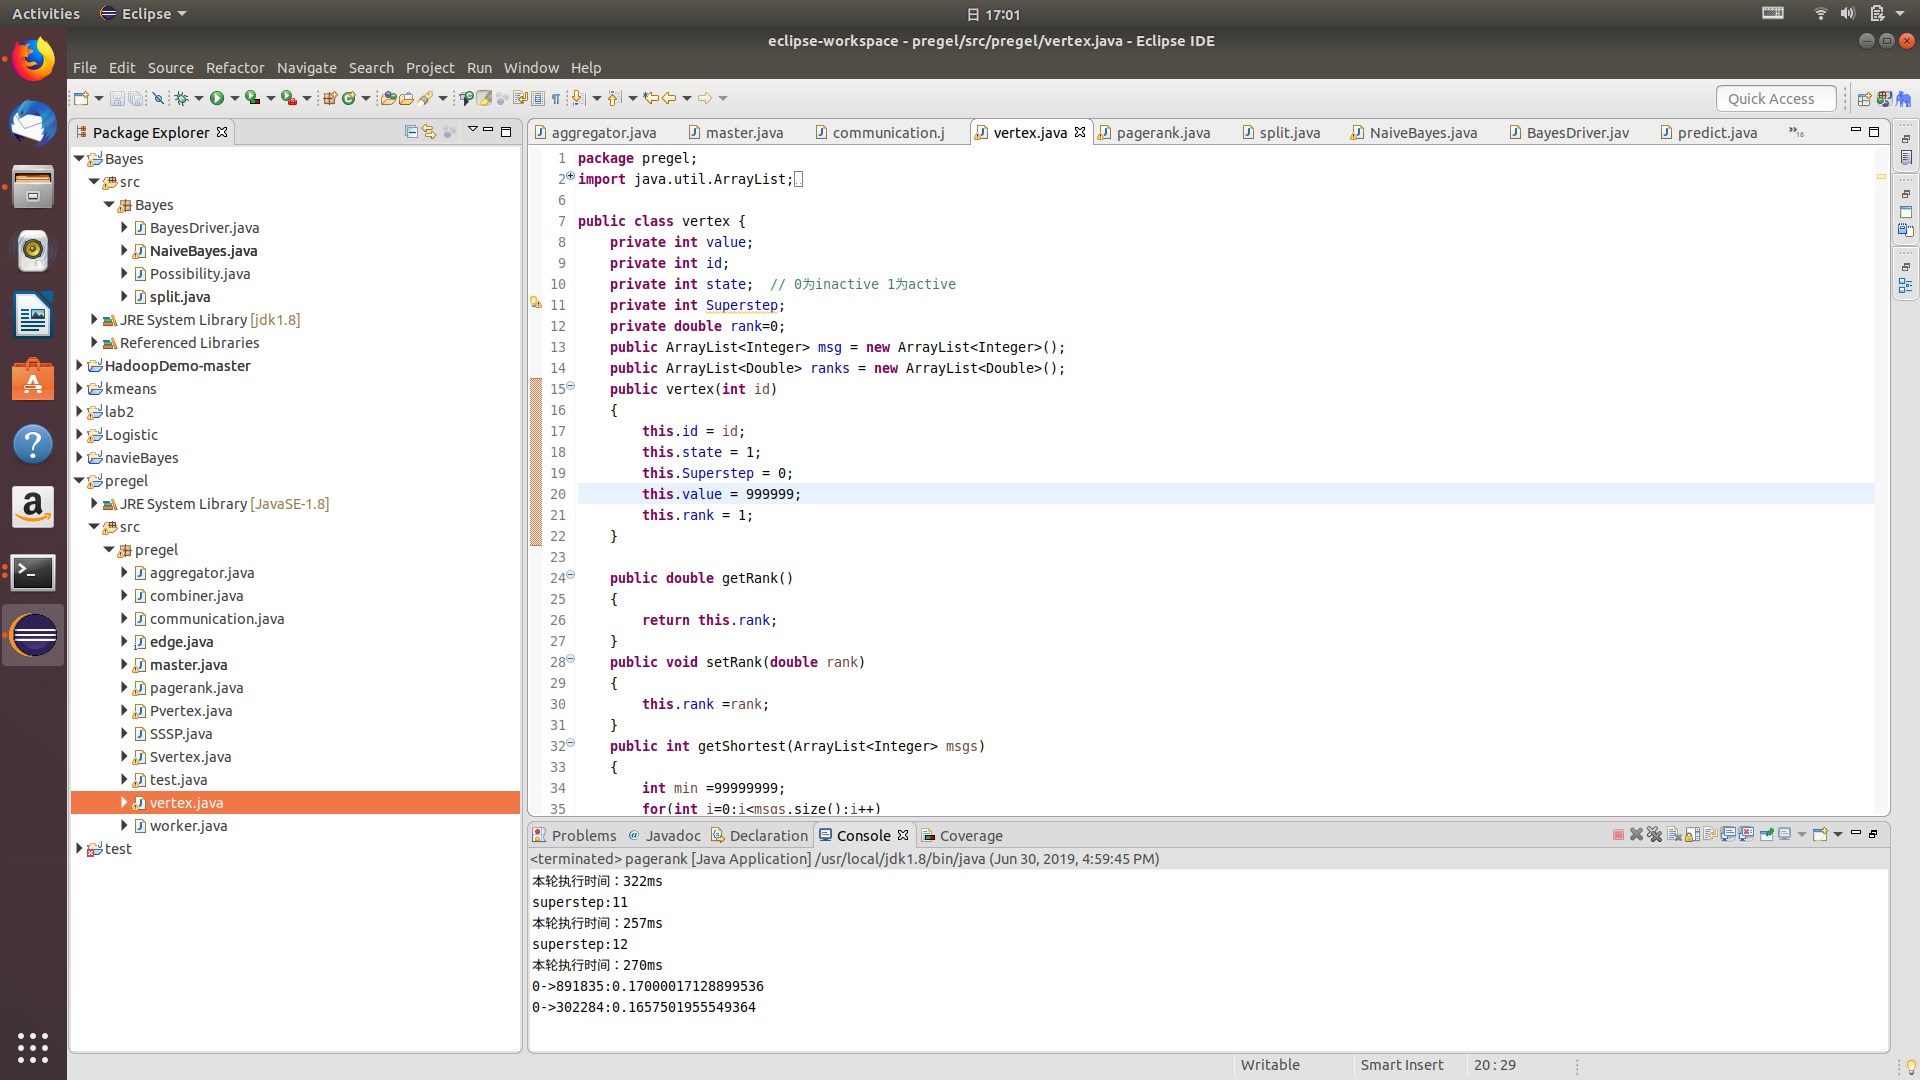 Activities
Eclipse
日 17:01
eclipse-workspace - pregel/src/pregel/vertex.java - Eclipse IDE
File Edit Source Refactor Navigate Search Project Run Window Help
Quick Access
Package Explorer
Bayes
src
Bayes
BayesDriver.java
NaiveBayes.java
Possibility.java
split.java
JRE System Library [jdk1.8]
Referenced Libraries
HadoopDemo-master
kmeans
lab2
Logistic
navieBayes
pregel
JRE System Library [JavaSE-1.8]
src
pregel
aggregator.java
combiner.java
communication.java
edge.java
master.java
pagerank.java
Pvertex.java
SSSP.java
Svertex.java
test.java
vertex.java
worker.java
test
aggregator.java master.java communication.j vertex.java pagerank.java split.java NaiveBayes.java BayesDriver.jav predict.java »16
1 package pregel;
2 import java.util.ArrayList;
6
7 public class vertex {
8 private int value;
9 private int id;
10 private int state; // 0为inactive 1为active
11 private int Superstep;
12 private double rank=0;
13 public ArrayList<Integer> msg = new ArrayList<Integer>();
14 public ArrayList<Double> ranks = new ArrayList<Double>();
15 public vertex(int id)
16 {
17 this.id = id;
18 this.state = 1;
19 this.Superstep = 0;
20 this.value = 999999;
21 this.rank = 1;
22 }
23
24 public double getRank()
25 {
26 return this.rank;
27 }
28 public void setRank(double rank)
29 {
30 this.rank =rank;
31 }
32 public int getShortest(ArrayList<Integer> msgs)
33 {
34 int min =99999999;
35 for(int i=0;i<msgs.size();i++)
Problems Javadoc Declaration Console Coverage
<terminated> pagerank [Java Application] /usr/local/jdk1.8/bin/java (Jun 30, 2019, 4:59:45 PM)
本轮执行时间：322ms
superstep:11
本轮执行时间：257ms
superstep:12
本轮执行时间：270ms
0->891835:0.17000017128899536
0->302284:0.1657501955549364
Writable Smart Insert 20 : 29